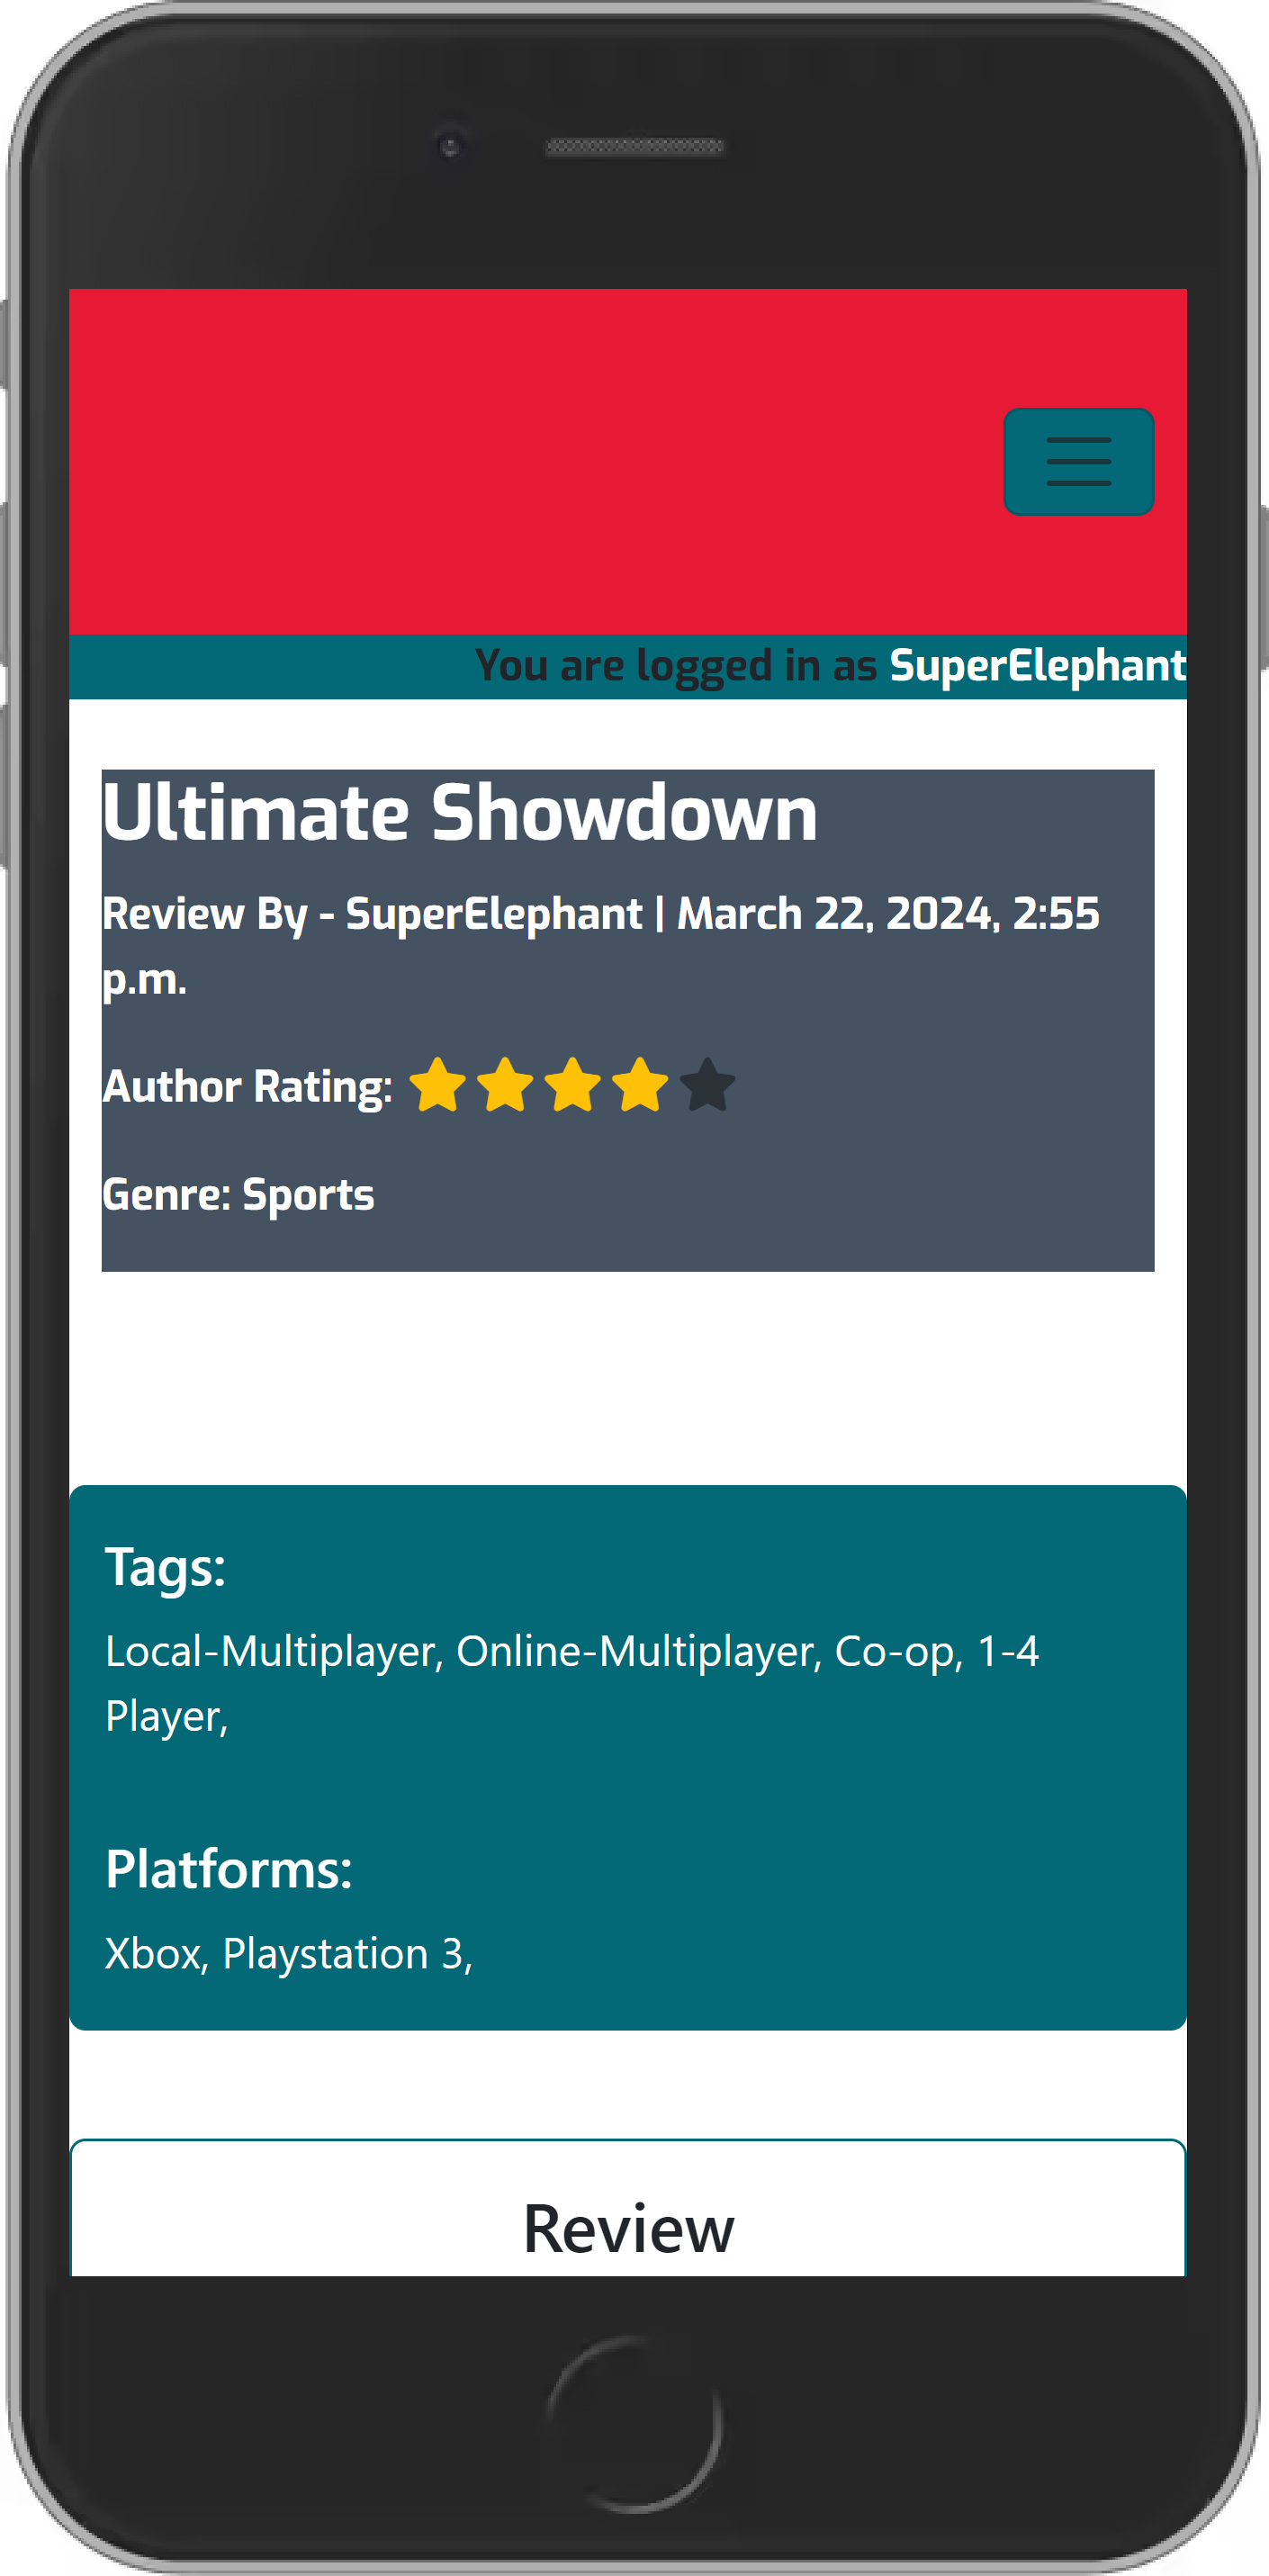 You are logged in as SuperElephant
Ultimate Showdown
Review By - SuperElephant | March 22, 2024, 2:55
p.m.
Author Rating:
Genre: Sports
Tags:
Local-Multiplayer, Online-Multiplayer, Co-op, 1-4
Player,
Platforms:
Xbox, Playstation 3,
Review